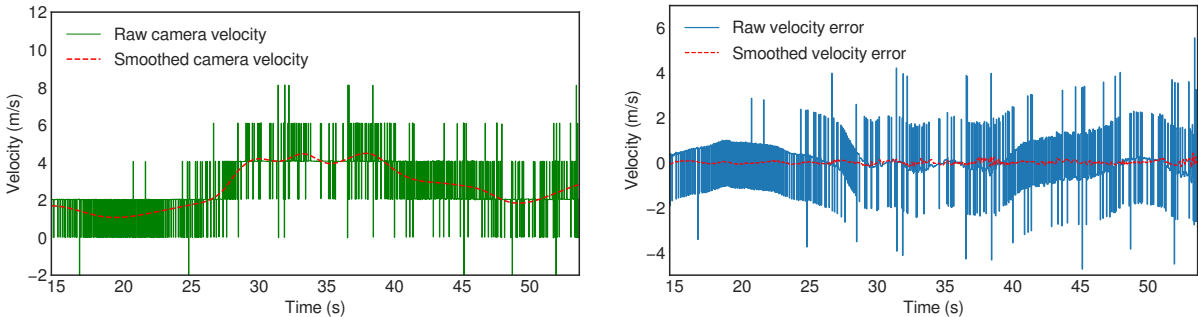 12
10
8
6
4
2
0
−2
Velocity (m/s)
Raw camera velocity
Smoothed camera velocity
15 20 25 30 35 40 45 50
Time (s)
6
4
2
0
−2
−4
Velocity (m/s)
Raw velocity error
Smoothed velocity error
15 20 25 30 35 40 45 50
Time (s)